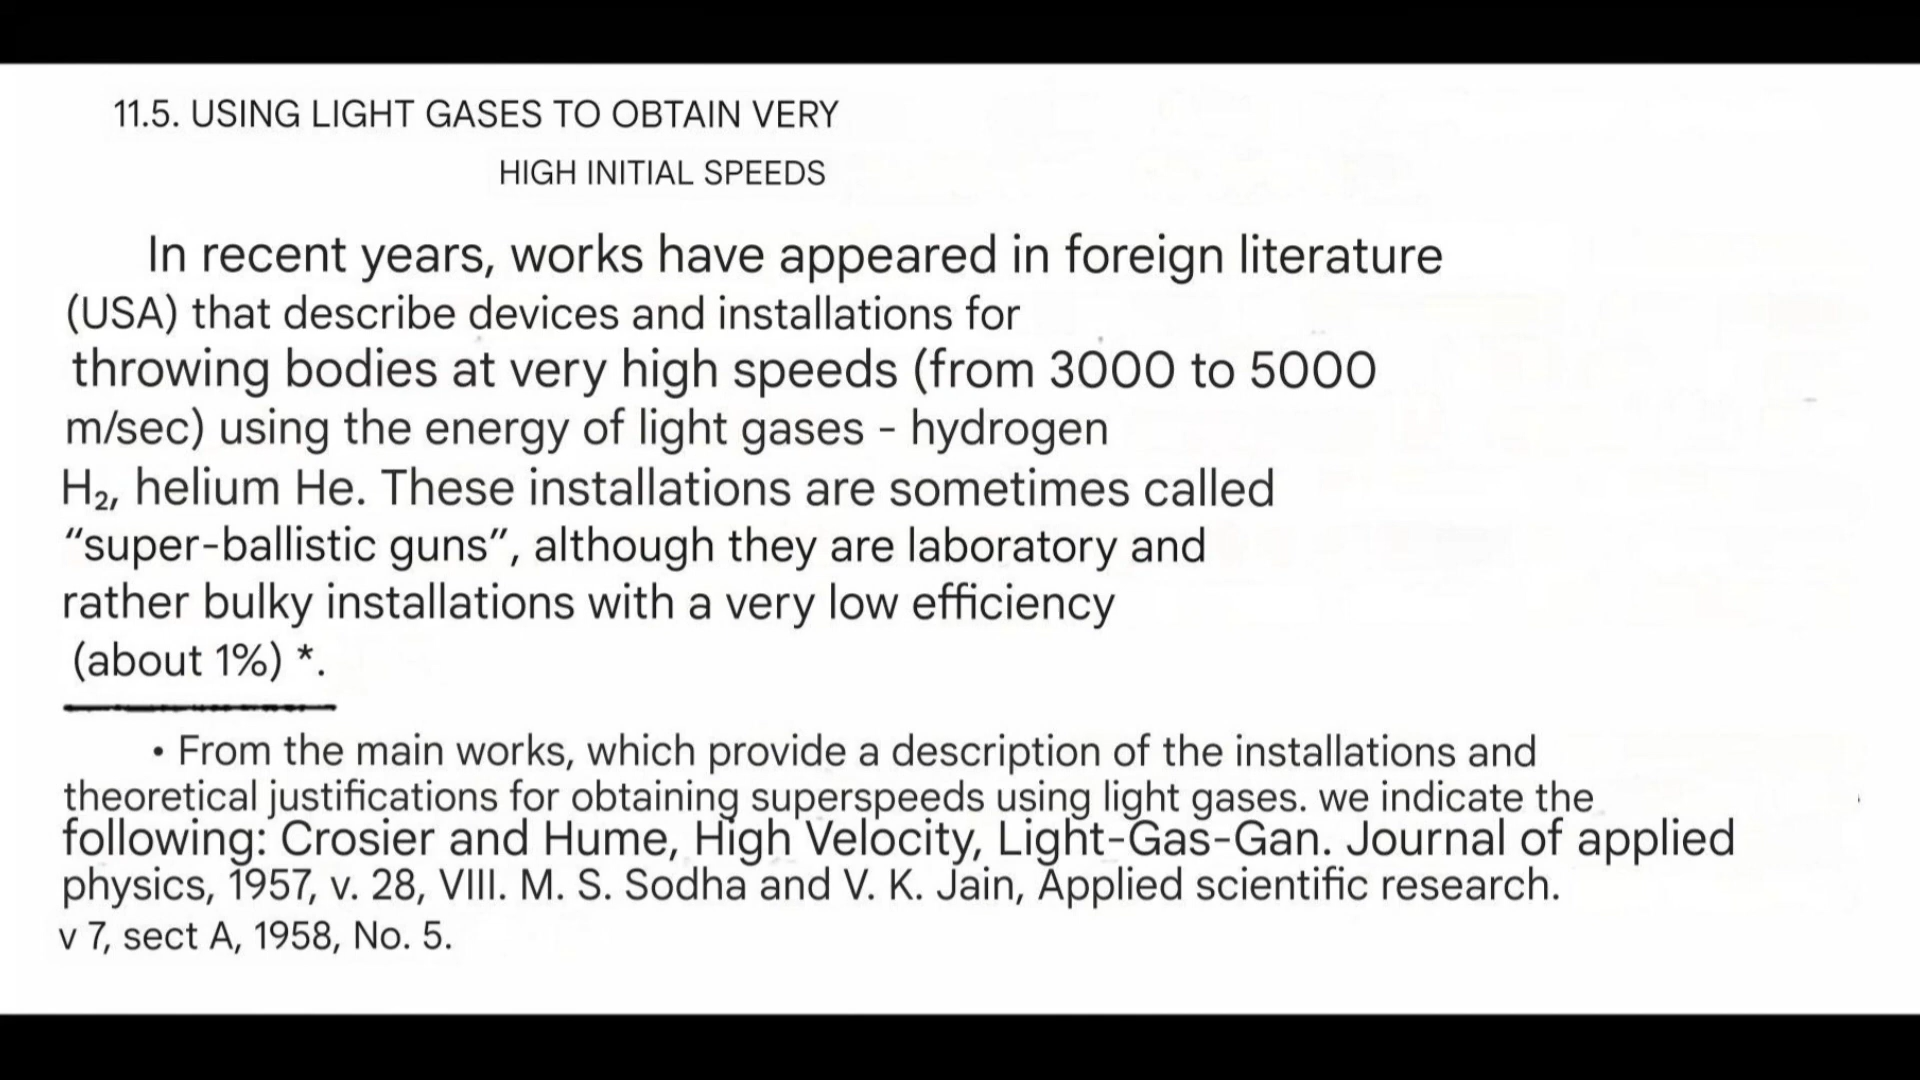 11.5. USING LIGHT GASES TO OBTAIN VERY
HIGH INITIAL SPEEDS
In recent years, works have appeared in foreign literature
(USA) that describe devices and installations for
throwing bodies at very high speeds (from 3000 to 5000
m/sec) using the energy of light gases - hydrogen
H₂, helium He. These installations are sometimes called
“super-ballistic guns”, although they are laboratory and
rather bulky installations with a very low efficiency
(about 1%) *.
• From the main works, which provide a description of the installations and
theoretical justifications for obtaining superspeeds using light gases. we indicate the
following: Crosier and Hume, High Velocity, Light-Gas-Gan. Journal of applied
physics, 1957, v. 28, VIII. M. S. Sodha and V. K. Jain, Applied scientific research.
v 7, sect A, 1958, No. 5.